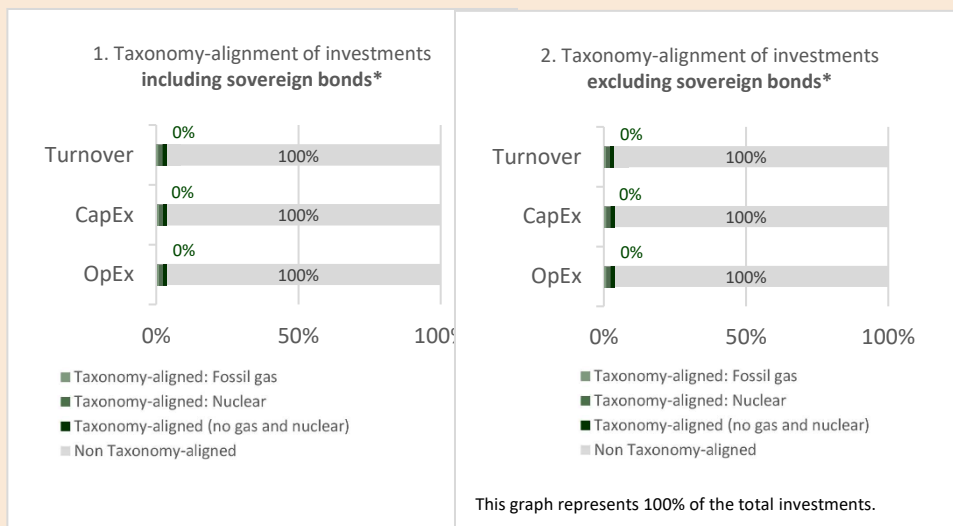 1. Taxonomy-alignment of investments
including sovereign bonds*
0%
Turnover
100%
0%
CapEx
100%
0%
OpEx
100%
0%
50%
100%
Taxonomy-aligned: Fossil gas
Taxonomy-aligned: Nuclear
Taxonomy-aligned (no gas and nuclear)
Non Taxonomy-aligned
2. Taxonomy-alignment of investments
excluding sovereign bonds*
0%
Turnover
100%
0%
CapEx
100%
0%
OpEx
100%
0%
50%
100%
Taxonomy-aligned: Fossil gas
Taxonomy-aligned: Nuclear
Taxonomy-aligned (no gas and nuclear)
Non Taxonomy-aligned
This graph represents 100% of the total investments.